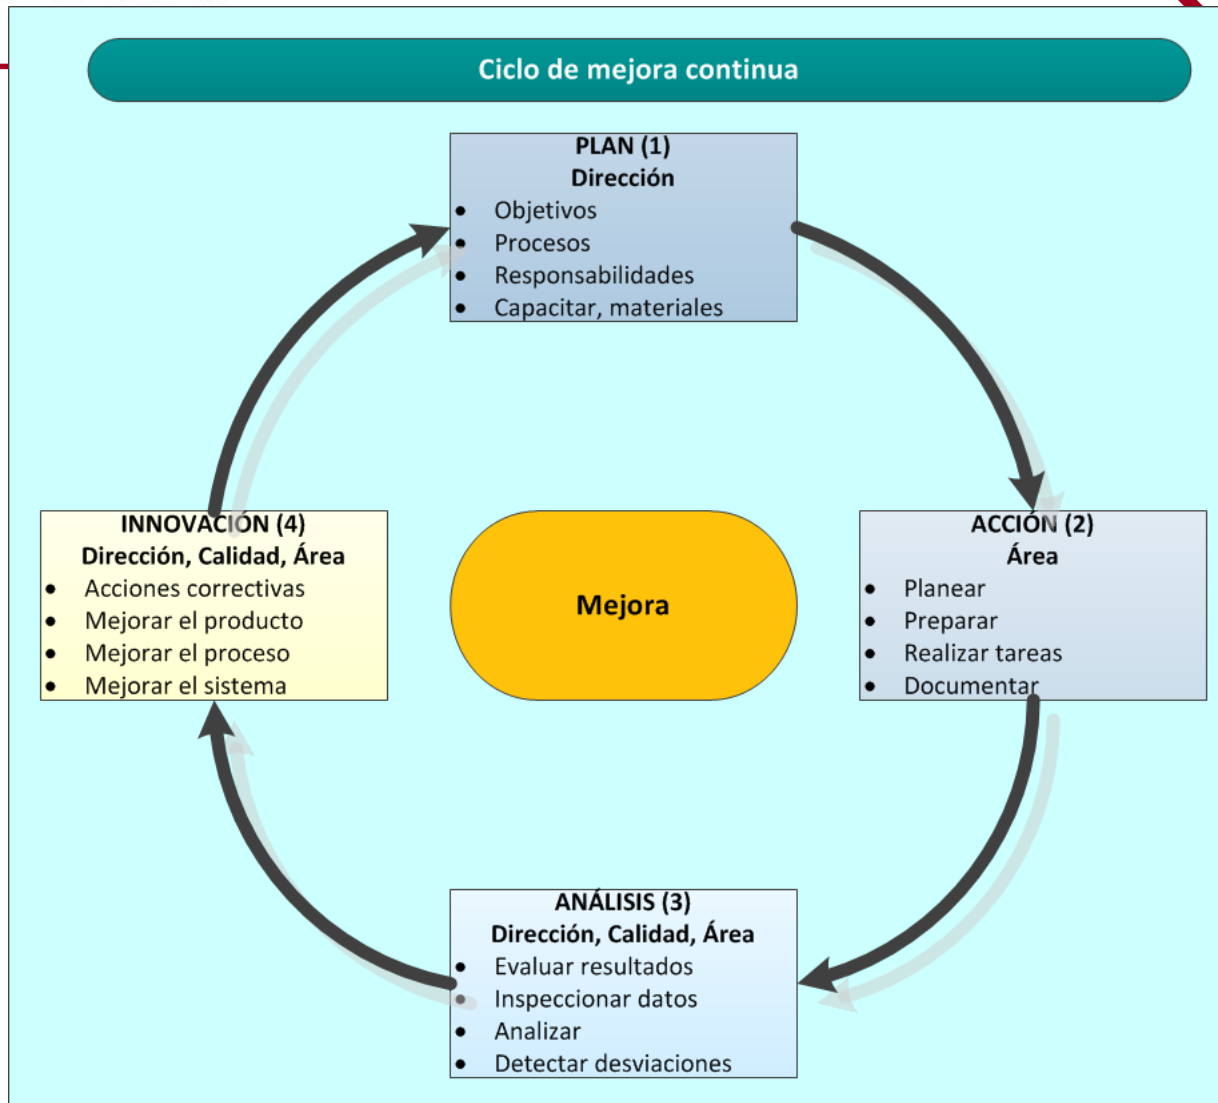 Ciclo de mejora continua
PLAN (1)
Dirección
• Objetivos
• Procesos
• Responsabilidades
• Capacitar, materiales
ACCIÓN (2)
Área
• Planear
• Preparar
• Realizar tareas
• Documentar
ANÁLISIS (3)
Dirección, Calidad, Área
• Evaluar resultados
• Inspeccionar datos
• Analizar
• Detectar desviaciones
INNOVACIÓN (4)
Dirección, Calidad, Área
• Acciones correctivas
• Mejorar el producto
• Mejorar el proceso
• Mejorar el sistema
Mejora